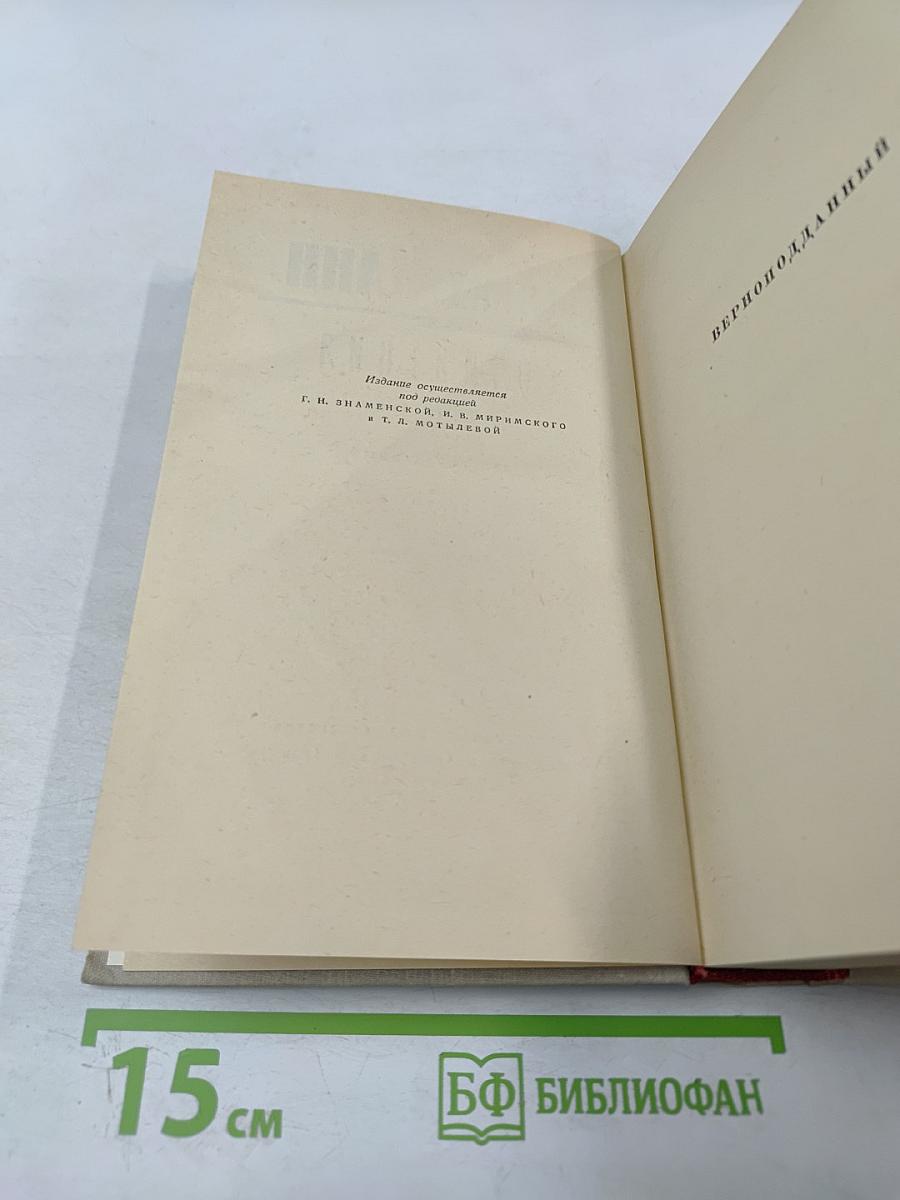 Издание осуществляется
под редакцией
Г. Н. ЗНАМЕНСКОЙ, И. В. МИРИМСКОГО
и Т. Л. МОТЫЛЕВОЙ
ВЕРНОПОДДАННЫЙ
15 см
БФ БИБЛИОФАН